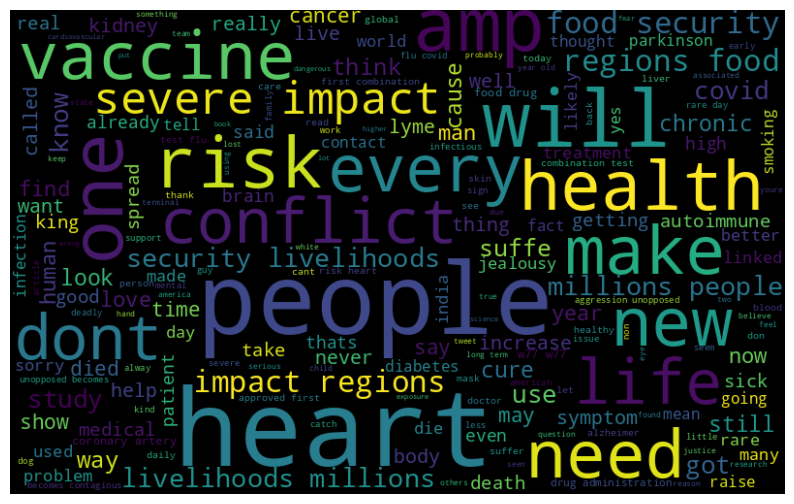 something
cardiovascular
team
put
real
kidney
really
cancer
global
live
world
flu covid
amp
food security
fear
probably
today
year old
thought
parkinson
early
vaccine
care
first combination
dangerous
think
well
cause
food drug
regions food
liver
associated
called
know
severe impact
family
work
read
likely
yes
back
rare day
covid
state
already
tell
book
higher
said
lyme
man
will
chronic
smoking
keep
test flu
lost
using
lot
contact
infectious
treatment
combination test
high
one
risk
every
health
find
spread
thank
brain
skin
sign
see
youre
want
king
terminal
conflict
thing
fact
due
getting
autoimmune
infection
human
support
white
guy
cant
risk heart
better
linked
article
wrong
look
made
security livelihoods
suffe
jealousy
make
person
mental
india
millions people
good
love
america
people
true
science
aggression unopposed
two
blood
deadly
hand
time
year
healthy
issue
believe
feel
dont
day
thats
never
increase
say
non
new
don
severe
serious
tweet
long term
w7/ w7/
eye
seem
now
sorry
died
take
diabetes
cure
life
sick
going
unopposed becomes
alway
patient
impact regions
child
mask
american
let
show
study
help
kind
approved first
exposure
use
heart
doctor
need
got
used
medical
catch
die
less
may
symptom
found
mean
still
coronary artery
body
even
suffer
question
alzheimer
little
justice
rare
many
dog
way
problem
daily
livelihoods millions
others
death
seen
research
becomes contagious
drug administration
reason
raise